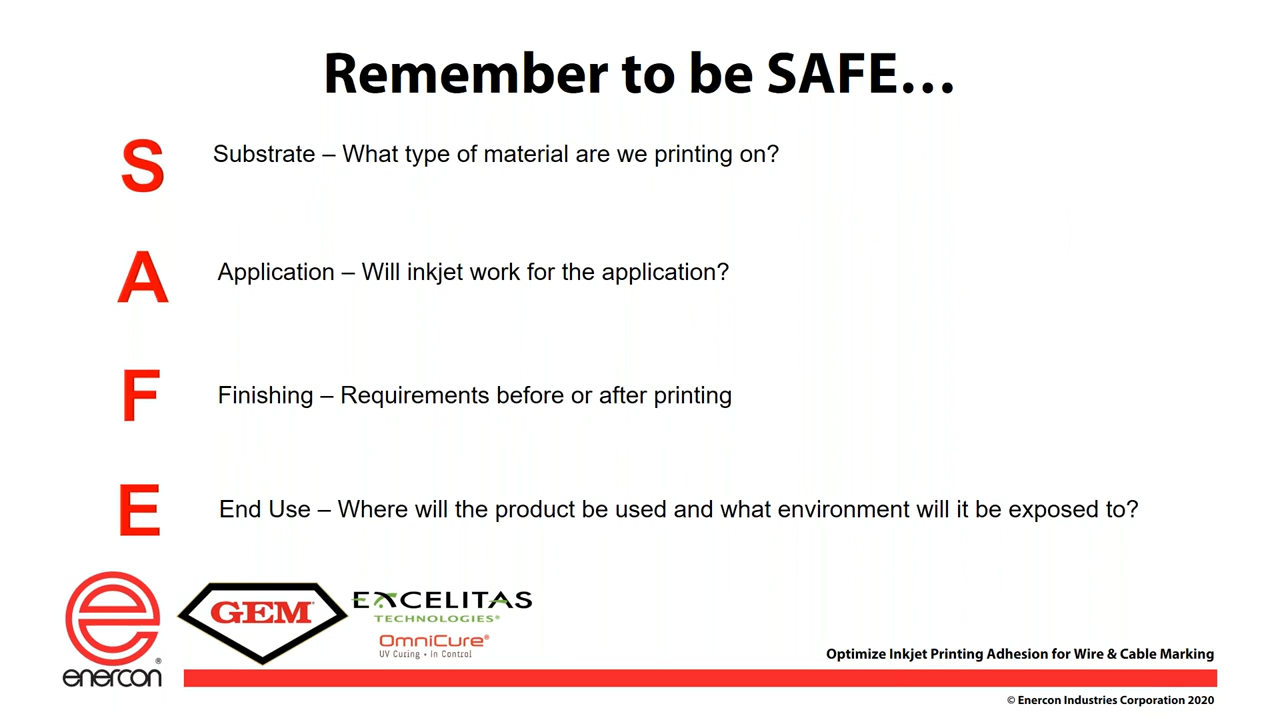 Remember to be SAFE…
S
Substrate – What type of material are we printing on?
A
Application – Will inkjet work for the application?
F
Finishing – Requirements before or after printing
E
End Use – Where will the product be used and what environment will it be exposed to?
enercon®
GEM®
EXCELITAS
TECHNOLOGIES®
OmniCure®
UV Curing • In Control
Optimize Inkjet Printing Adhesion for Wire & Cable Marking
© Enercon Industries Corporation 2020